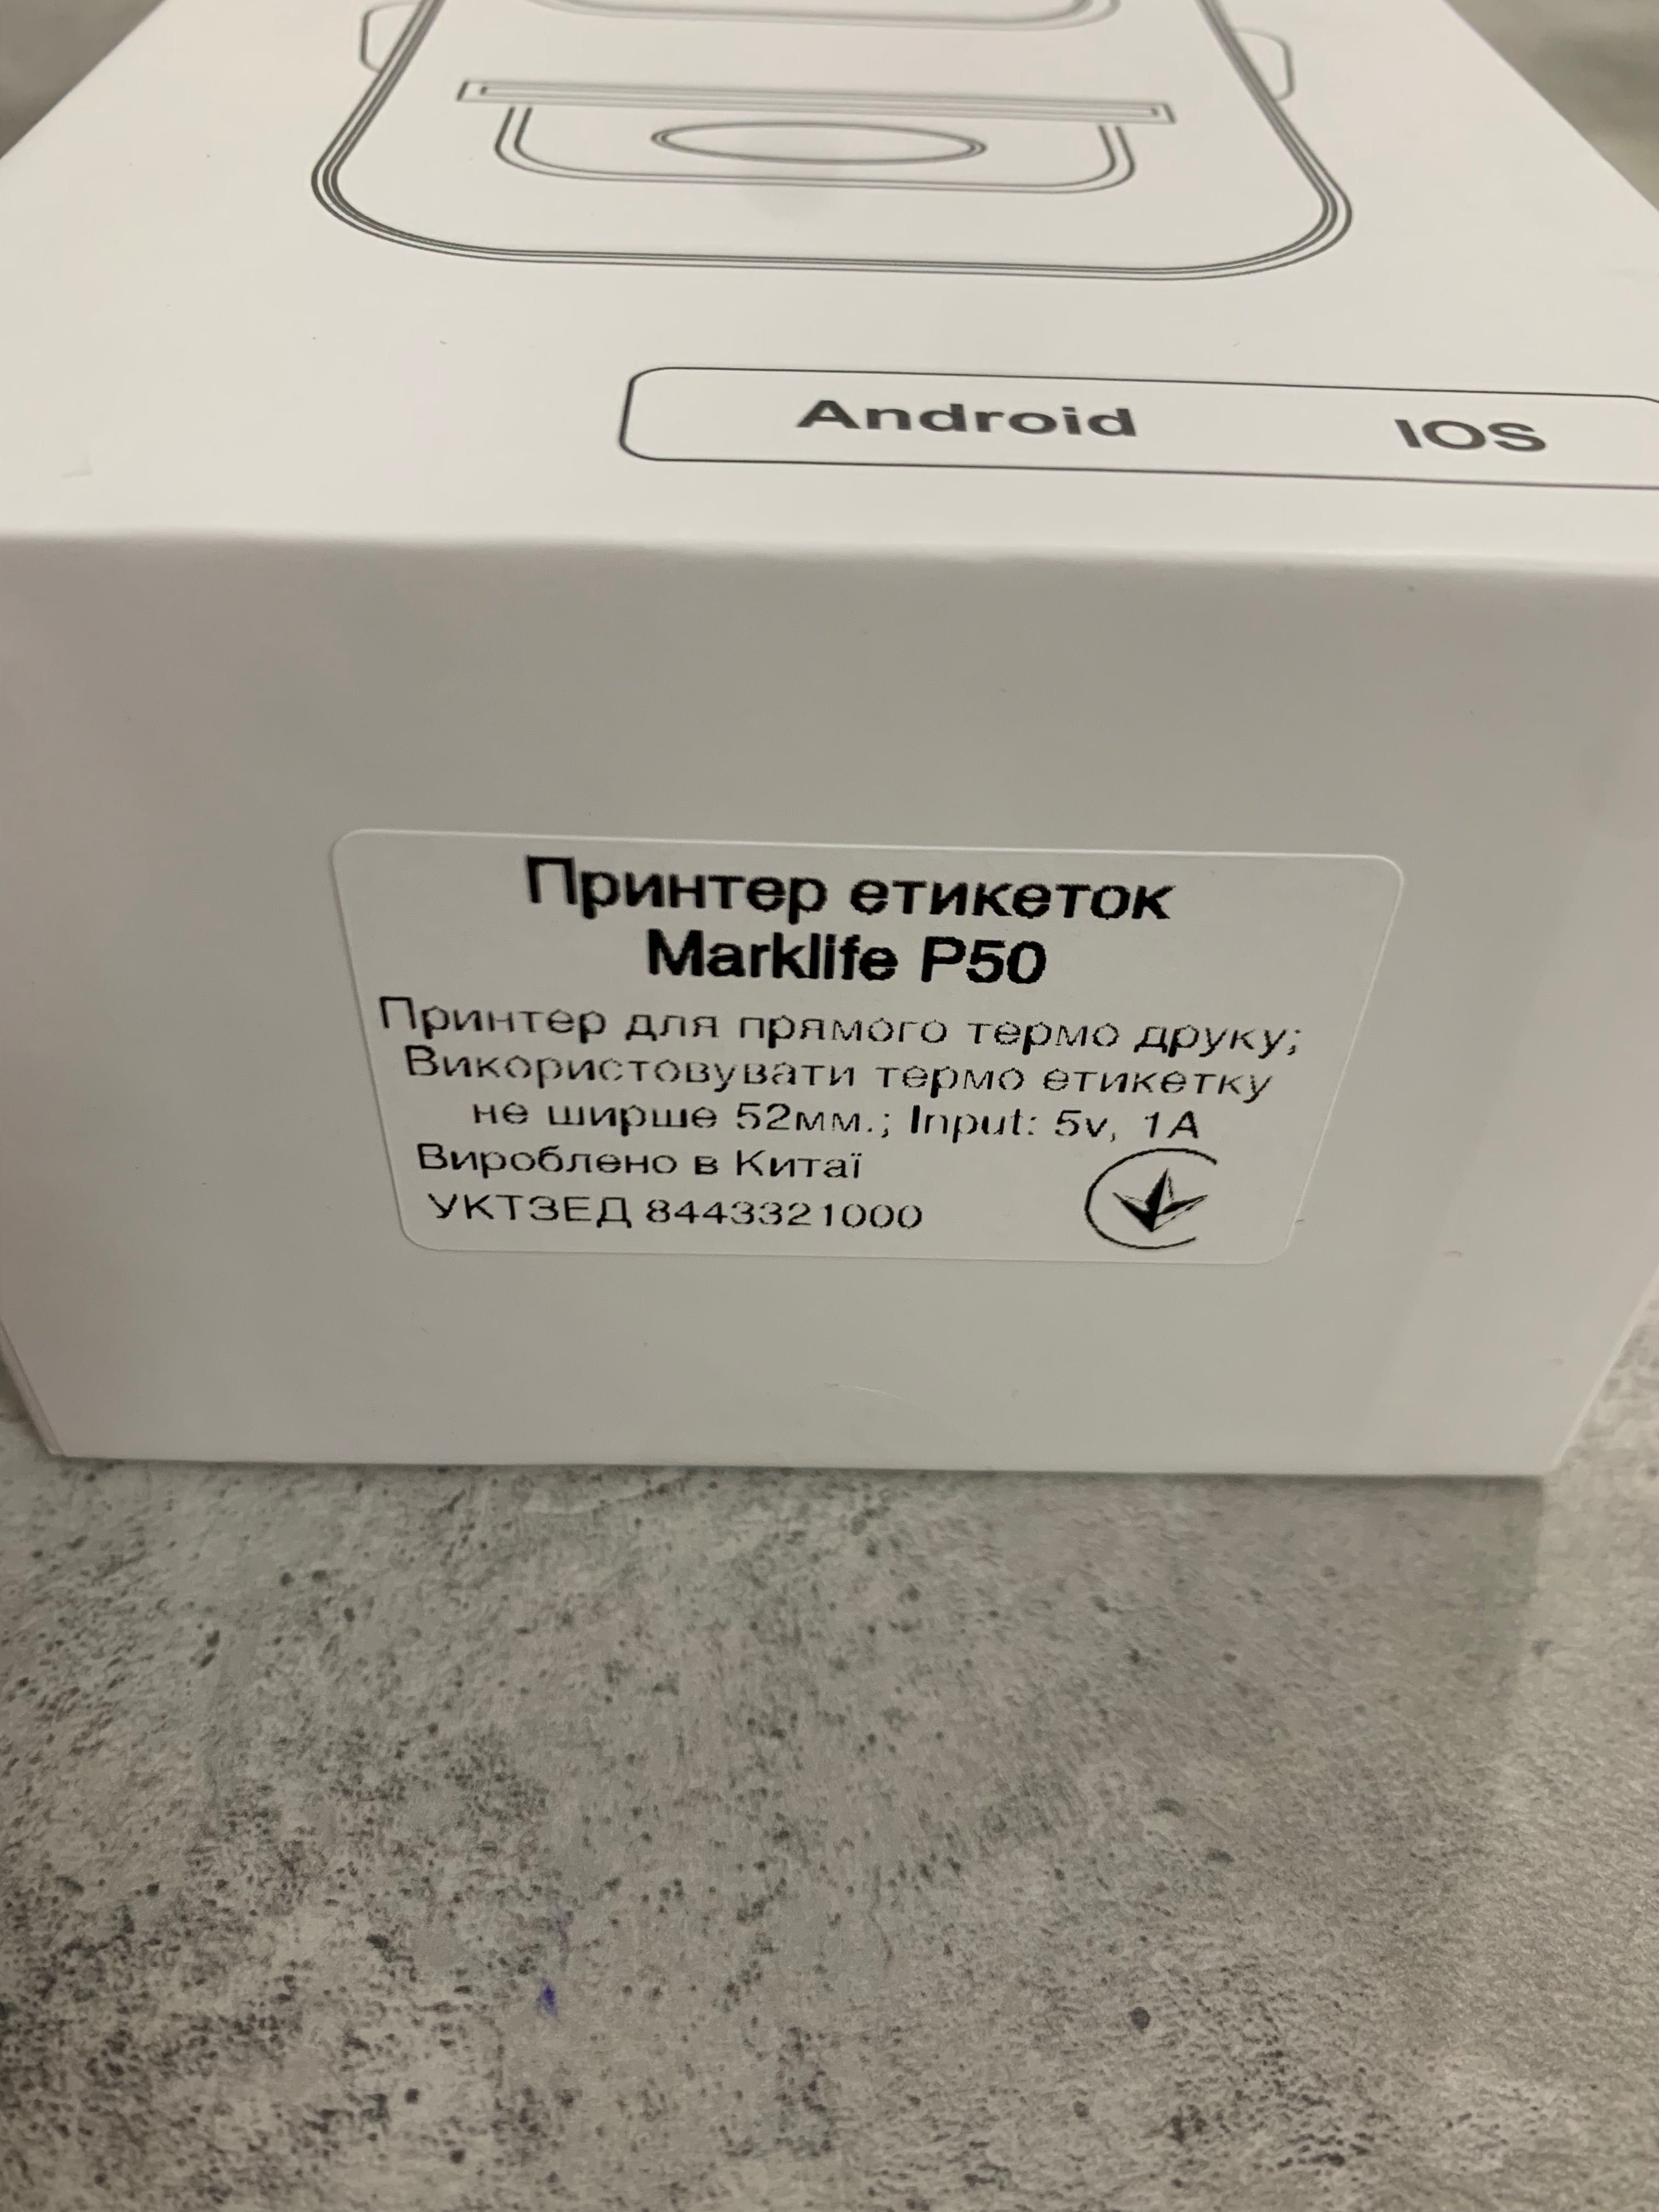 Android IOS
Принтер етикеток
Marklife P50
Принтер для прямого термо друку;
Використовувати термо етикетку
не ширше 52мм.; Input: 5v, 1A
Вироблено в Китаї
УКТЗЕД 8443321000